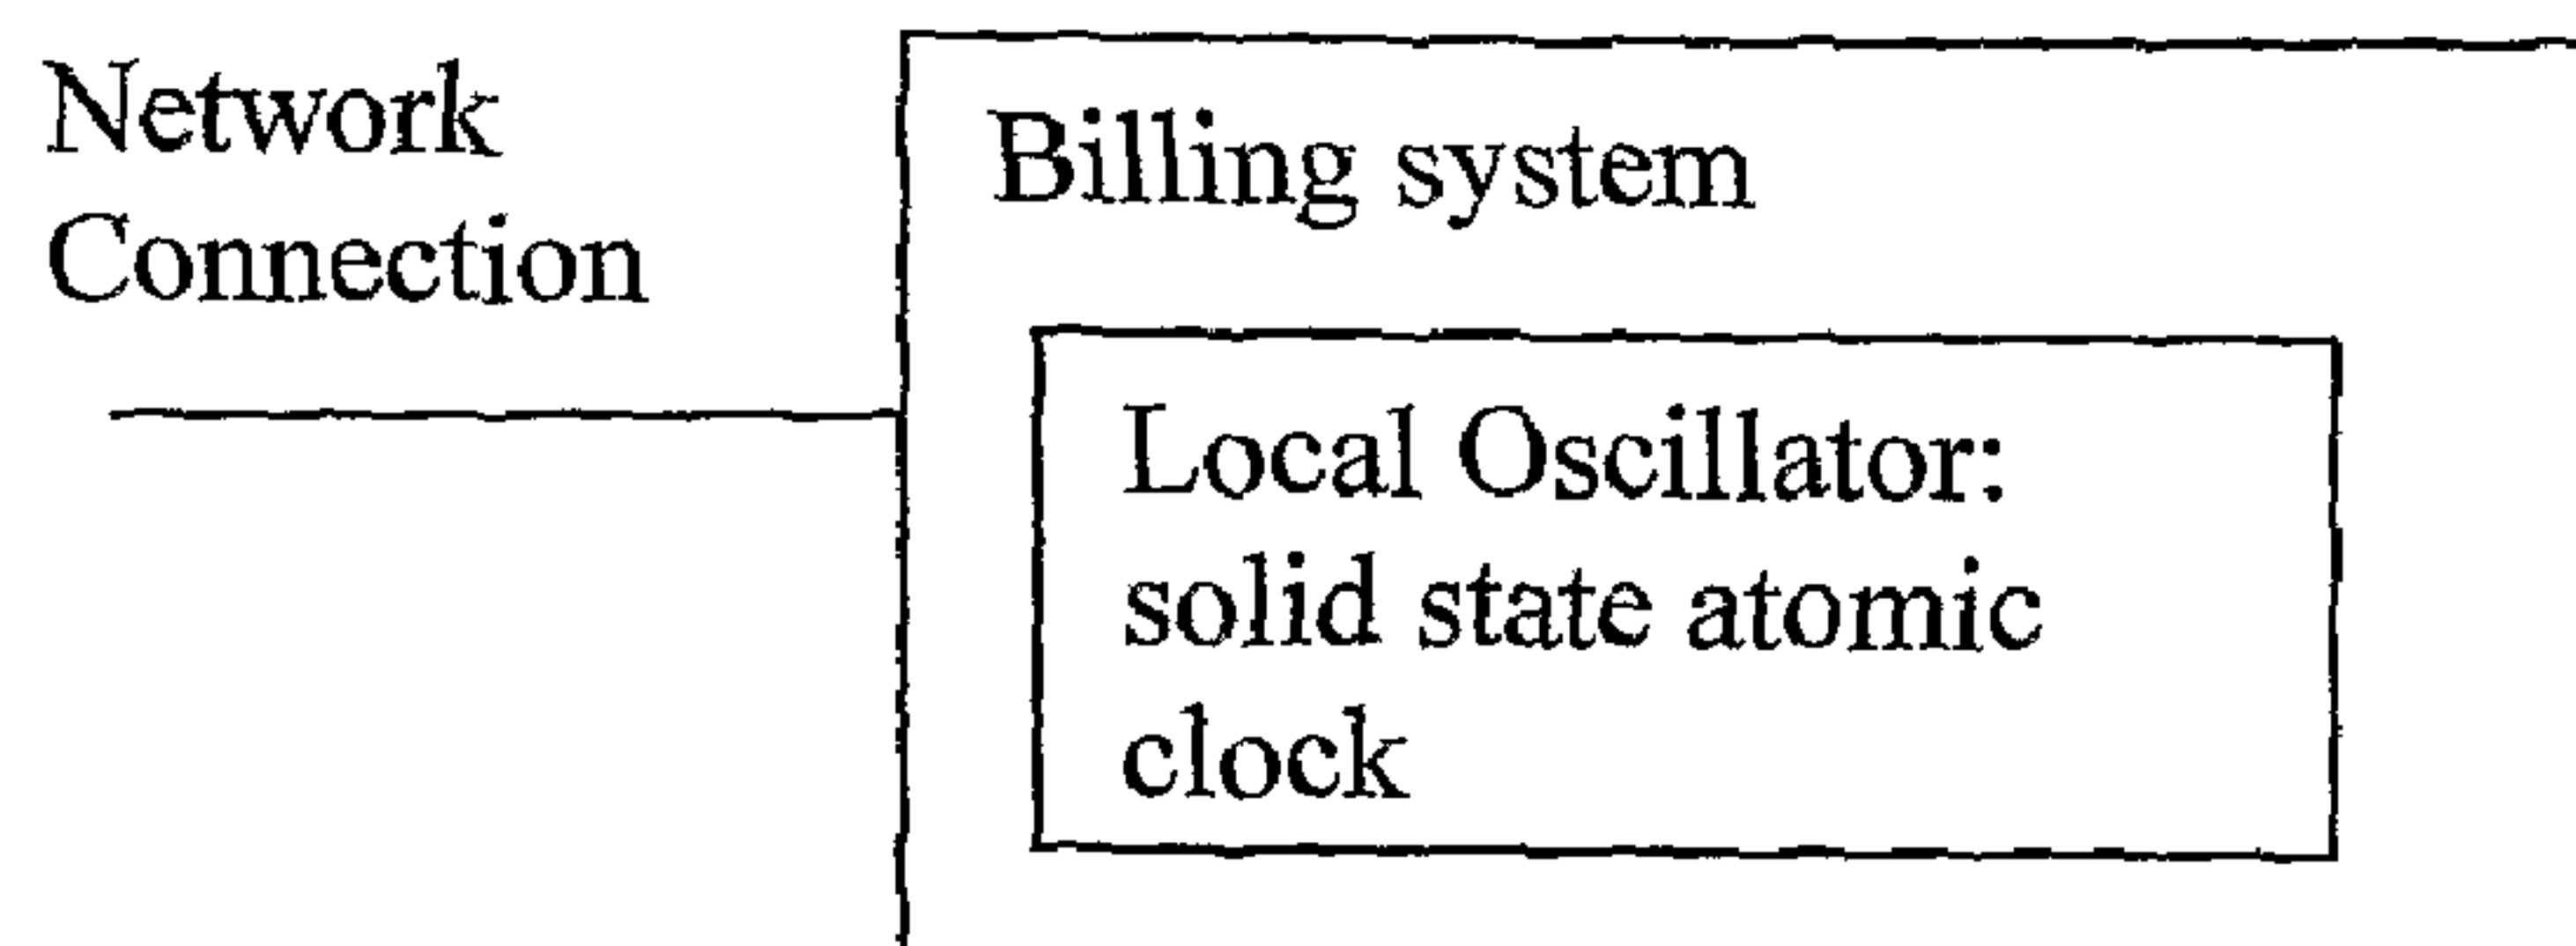 Network
Connection
Billing system
Local Oscillator:
solid state atomic
clock